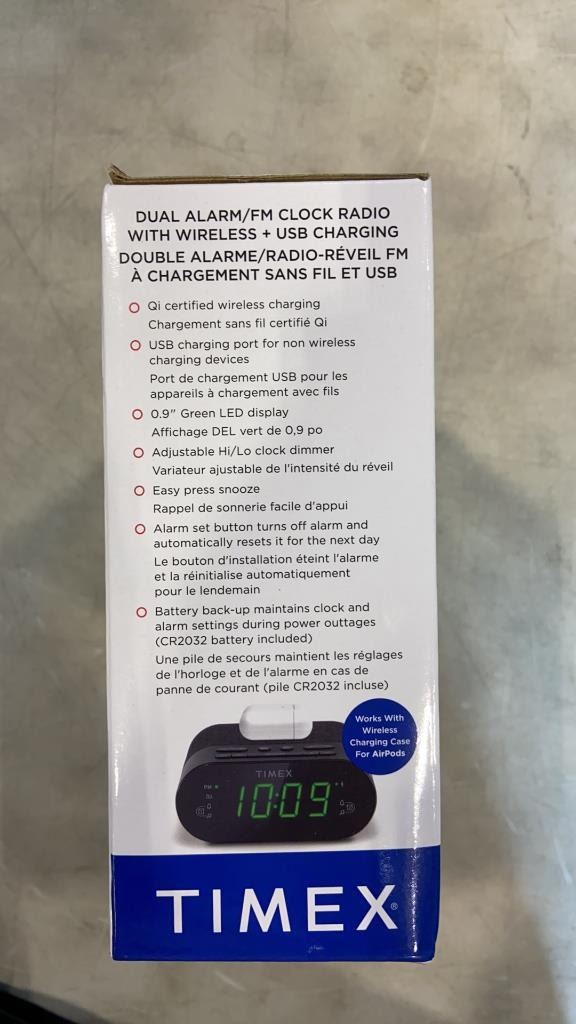 DUAL ALARM/FM CLOCK RADIO
WITH WIRELESS + USB CHARGING
DOUBLE ALARME/RADIO-RÉVEIL FM
À CHARGEMENT SANS FIL ET USB
Qi certified wireless charging
Chargement sans fil certifié Qi
USB charging port for non wireless
charging devices
Port de chargement USB pour les
appareils à chargement avec fils
0.9" Green LED display
Affichage DEL vert de 0,9 po
Adjustable Hi/Lo clock dimmer
Variateur ajustable de l'intensité du réveil
Easy press snooze
Rappel de sonnerie facile d'appui
Alarm set button turns off alarm and
automatically resets it for the next day
Le bouton d'installation éteint l'alarme
et la réinitialise automatiquement
pour le lendemain
Battery back-up maintains clock and
alarm settings during power outtages
(CR2032 battery included)
Une pile de secours maintient les réglages
de l'horloge et de l'alarme en cas de
panne de courant (pile CR2032 incluse)
Works With
Wireless
Charging Case
For AirPods
TIMEX
PM
10:09
TIMEX®